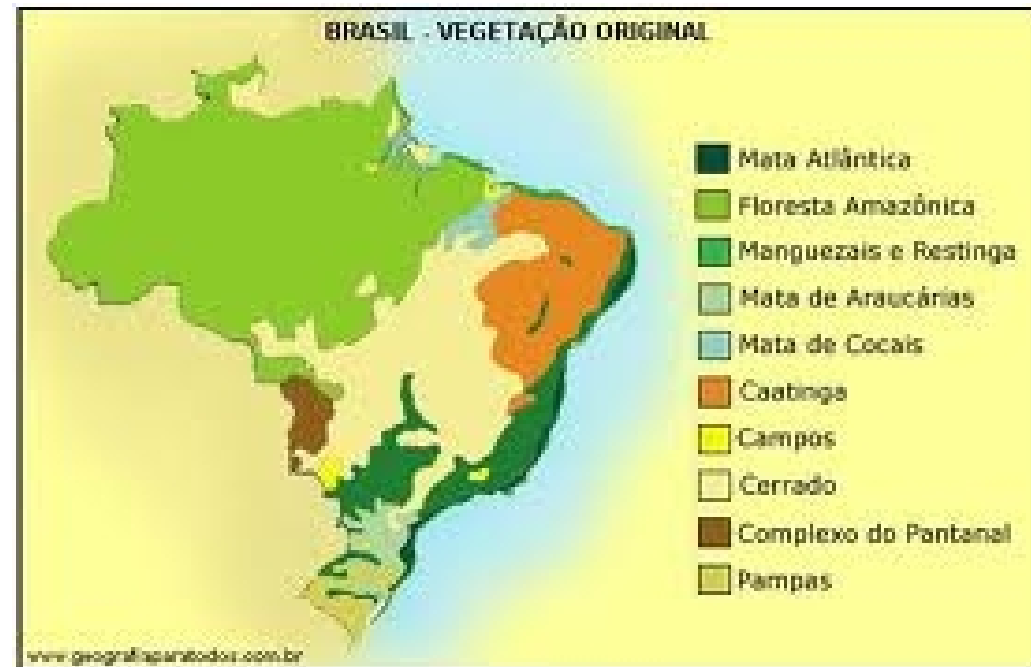 BRASIL - VEGETAÇÃO ORIGINAL
Mata Atlântica
Floresta Amazônica
Manguezais e Restinga
Mata de Araucárias
Mata de Cocais
Caatinga
Campos
Cerrado
Complexo do Pantanal
Pampas
www.geografiaparatodos.com.br